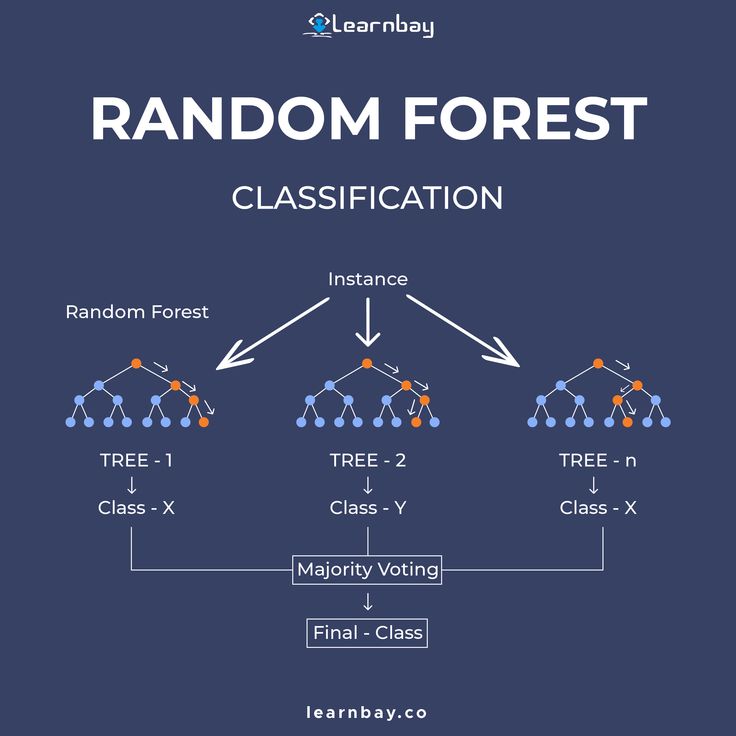 Learnbay
RANDOM FOREST
CLASSIFICATION
Instance
Random Forest
TREE - 1
TREE - 2
TREE - n
Class - X
Class - Y
Class - X
Majority Voting
Final - Class
learnbay.co